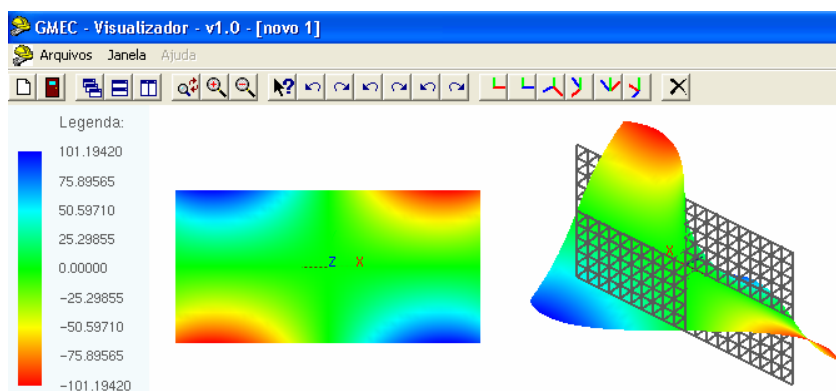 GMEC - Visualizador - v1.0 - [novo 1]
Arquivos Janela Ajuda
Legenda:
101.19420
75.89565
50.59710
25.29855
0.00000
-25.29855
-50.59710
-75.89565
-101.19420
Z X
X